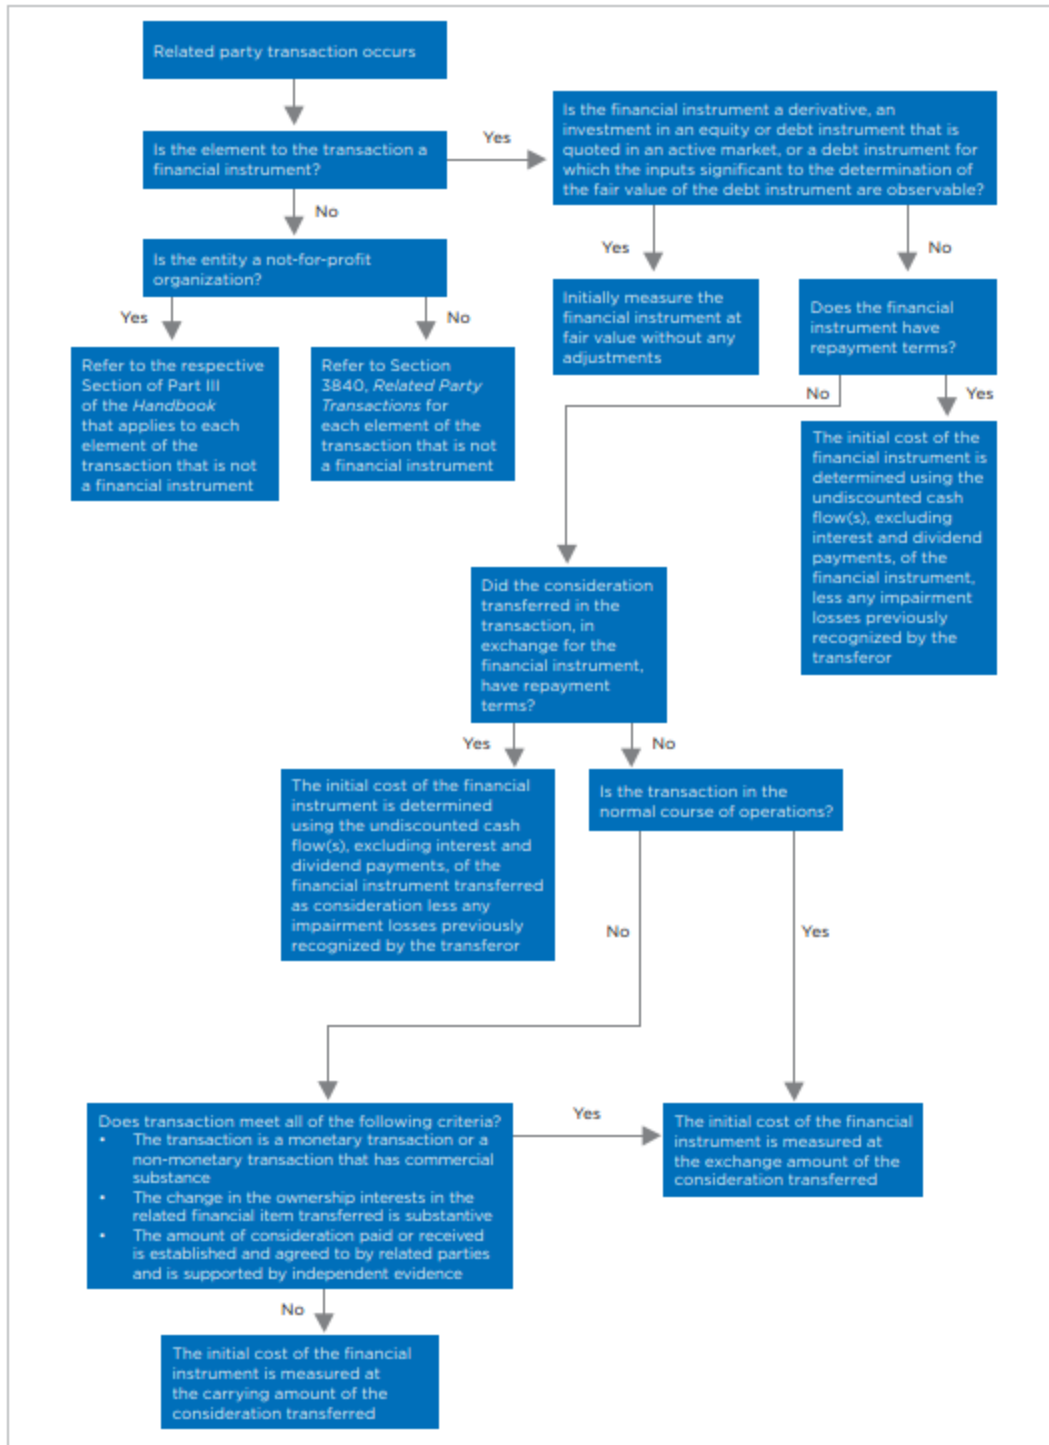 Related party transaction occurs
Is the element to the transaction a
financial instrument?
Yes
Is the financial instrument a derivative, an
investment in an equity or debt instrument that is
quoted in an active market, or a debt instrument for
which the inputs significant to the determination of
the fair value of the debt instrument are observable?
No
Is the entity a not-for-profit
organization?
Yes
No
Initially measure the
financial instrument at
fair value without any
adjustments
Does the financial
instrument have
repayment terms?
Yes
No
Refer to the respective
Section of Part III
of the Handbook
that applies to each
element of the
transaction that is not
a financial instrument
Refer to Section
3840, Related Party
Transactions for
each element of the
transaction that is not
a financial instrument
No
Yes
The initial cost of the
financial instrument is
determined using the
undiscounted cash
flow(s), excluding
interest and dividend
payments, of the
financial instrument,
less any impairment
losses previously
recognized by the
transferor
Did the consideration
transferred in the
transaction, in
exchange for the
financial instrument,
have repayment
terms?
Yes
No
The initial cost of the financial
instrument is determined
using the undiscounted cash
flow(s), excluding interest and
dividend payments, of the
financial instrument transferred
as consideration less any
impairment losses previously
recognized by the transferor
Is the transaction in the
normal course of operations?
No
Yes
Does transaction meet all of the following criteria?
• The transaction is a monetary transaction or a
non-monetary transaction that has commercial
substance
• The change in the ownership interests in the
related financial item transferred is substantive
• The amount of consideration paid or received
is established and agreed to by related parties
and is supported by independent evidence
Yes
The initial cost of the financial
instrument is measured at
the exchange amount of the
consideration transferred
No
The initial cost of the financial
instrument is measured at
the carrying amount of the
consideration transferred